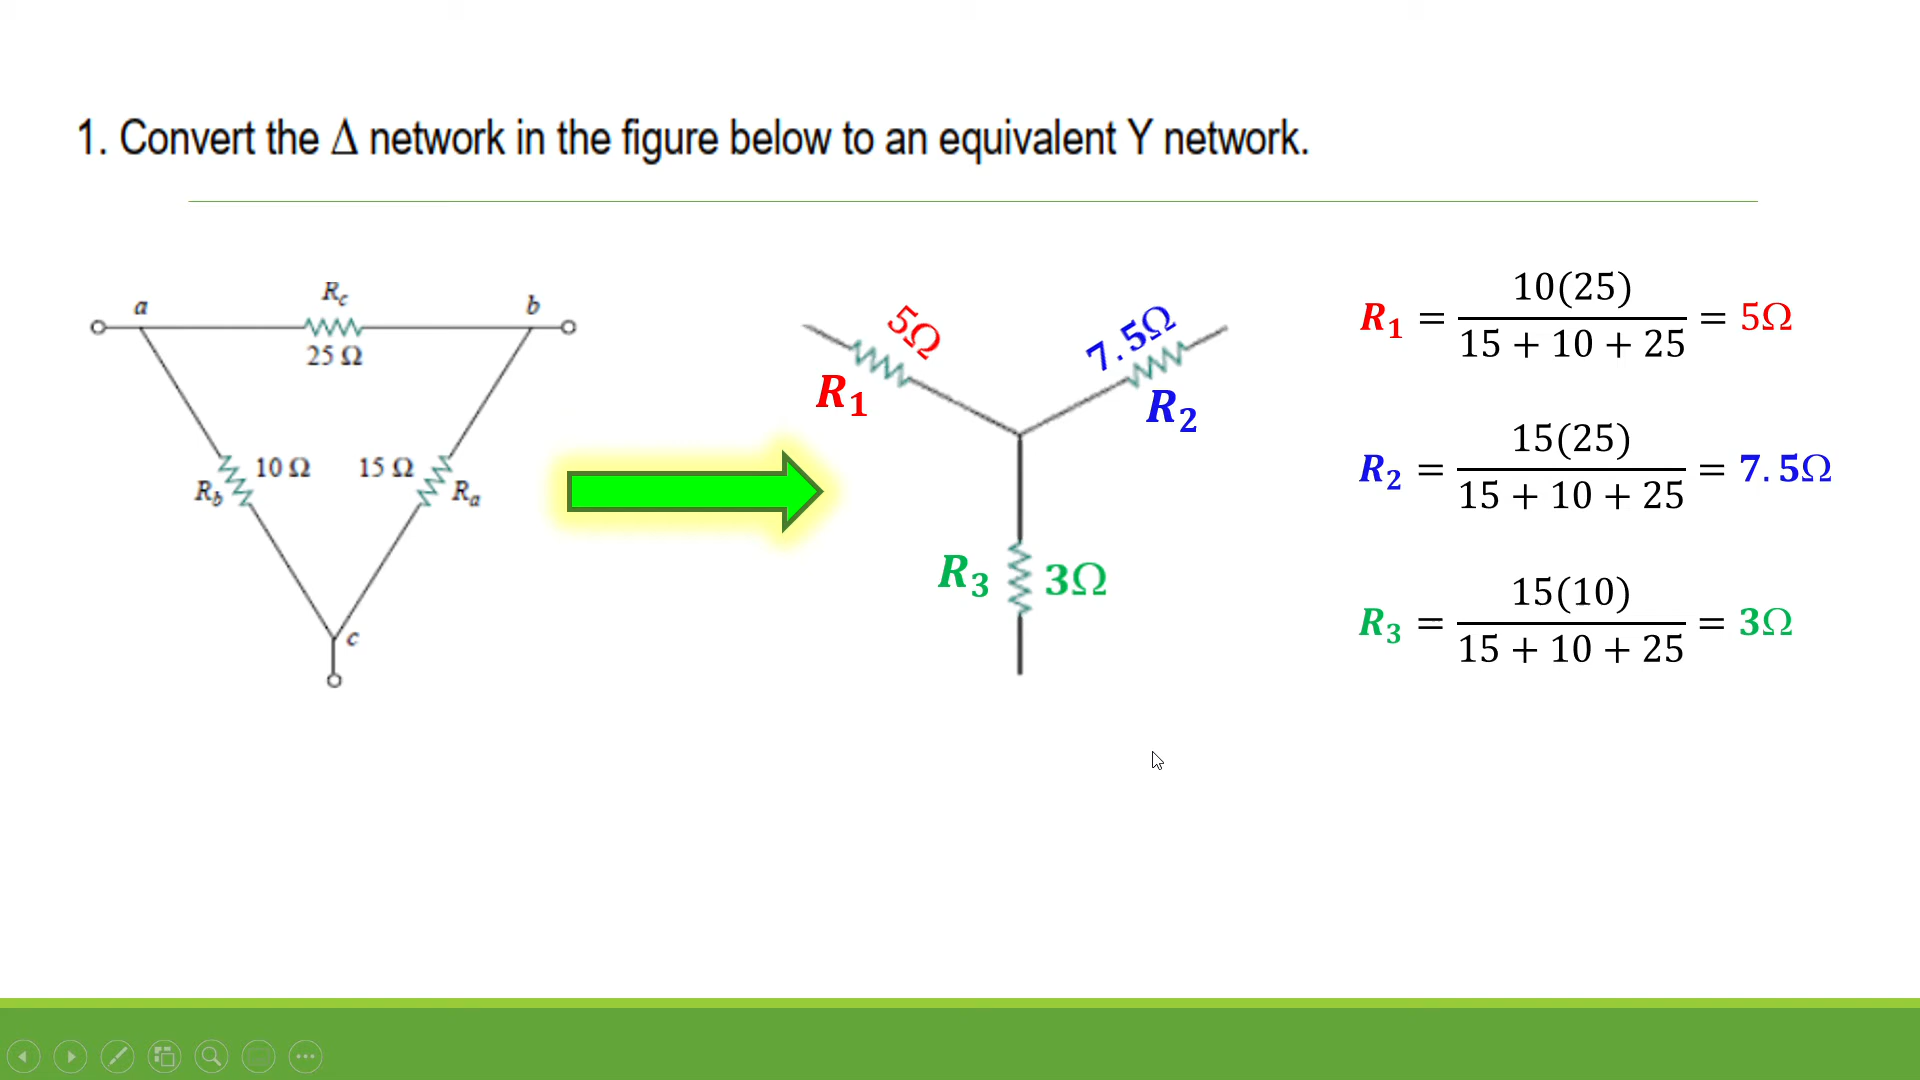 1. Convert the Δ network in the figure below to an equivalent Y network.
a
R_c
b
25 Ω
10 Ω
15 Ω
R_b
R_a
c
5Ω
R_1
7.5Ω
R_2
R_3
3Ω
R_1 = 10(25) / 15 + 10 + 25 = 5Ω
R_2 = 15(25) / 15 + 10 + 25 = 7.5Ω
R_3 = 15(10) / 15 + 10 + 25 = 3Ω